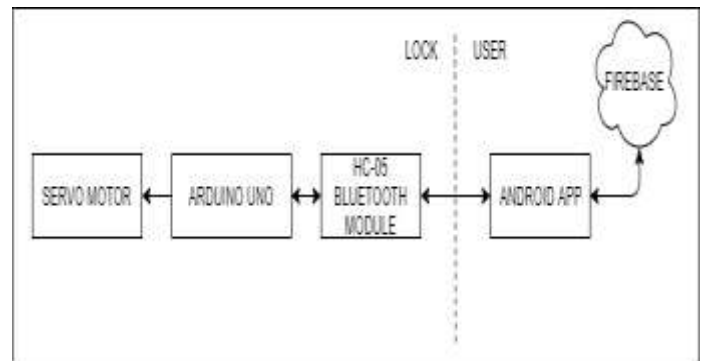 LOCK
USER
FIREBASE
SERVO MOTOR
ARDUINO UNO
HC-05
BLUETOOTH
MODULE
ANDROID APP